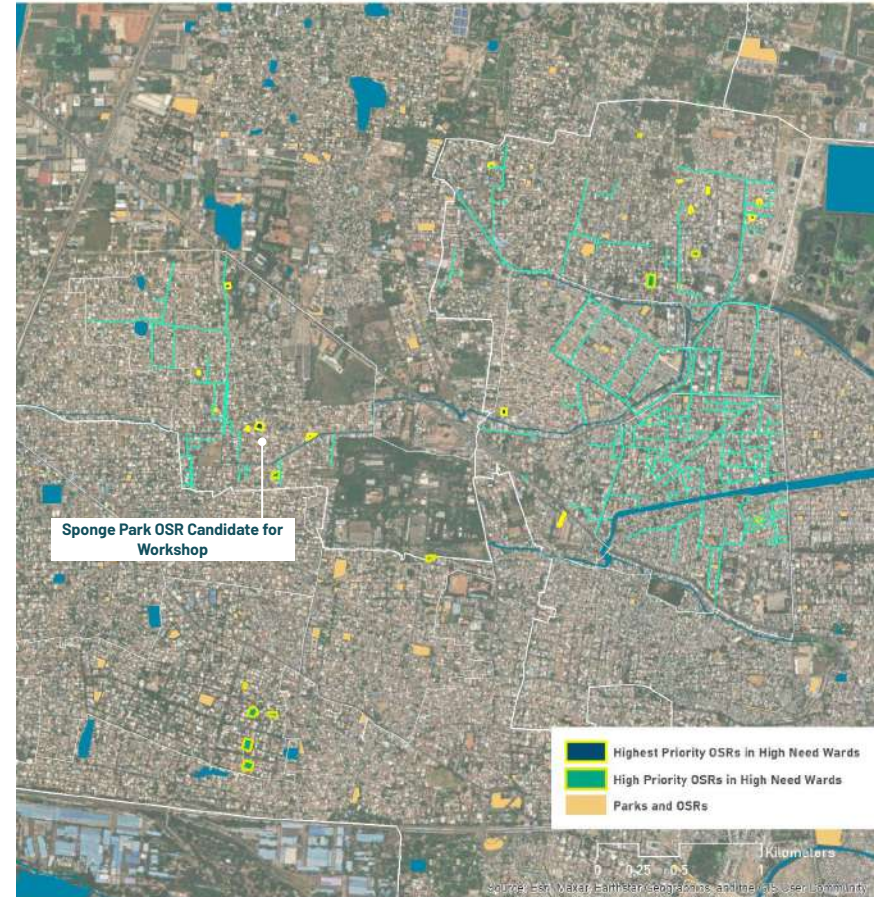 Sponge Park OSR Candidate for
Workshop
Highest Priority OSRs in High Need Wards
High Priority OSRs in High Need Wards
Parks and OSRs
Kilometers
0 0.25 0.5 1
Source: Esri, Maxar, Earthstar Geographics, and the GIS User Community